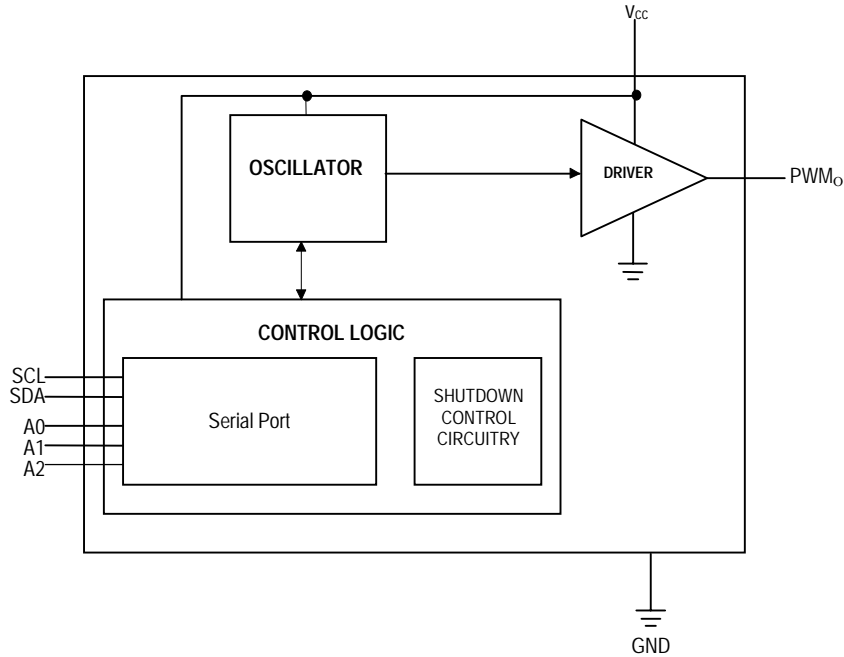 VCC
OSCILLATOR
DRIVER
PWMO
CONTROL LOGIC
SCL
SDA
A0
A1
A2
Serial Port
SHUTDOWN
CONTROL
CIRCUITRY
GND